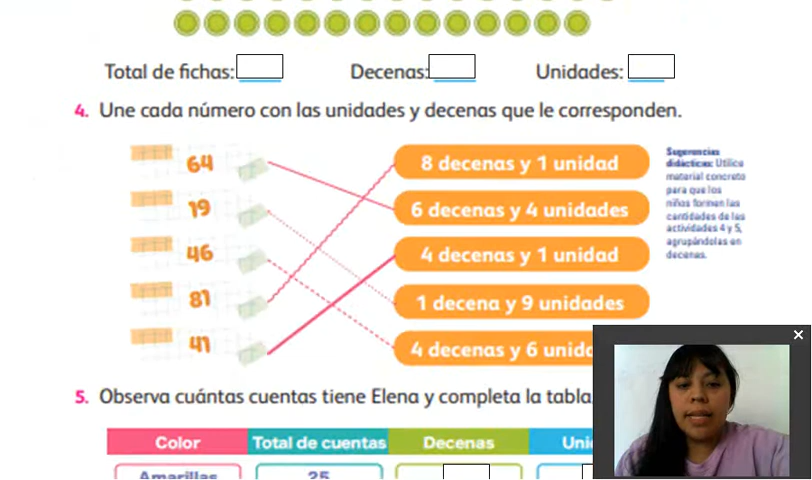 Total de fichas: Decenas: Unidades:
4. Une cada número con las unidades y decenas que le corresponden.
64
19
46
81
41
8 decenas y 1 unidad
6 decenas y 4 unidades
4 decenas y 1 unidad
1 decena y 9 unidades
4 decenas y 6 unid
Sugerencias
didácticas: Utilice
material concreto
para que los
niños formen las
cantidades de las
actividades 4 y 5,
agrupándolas en
decenas.
5. Observa cuántas cuentas tiene Elena y completa la tabla
Color Total de cuentas Decenas Uni
Amarillas 25